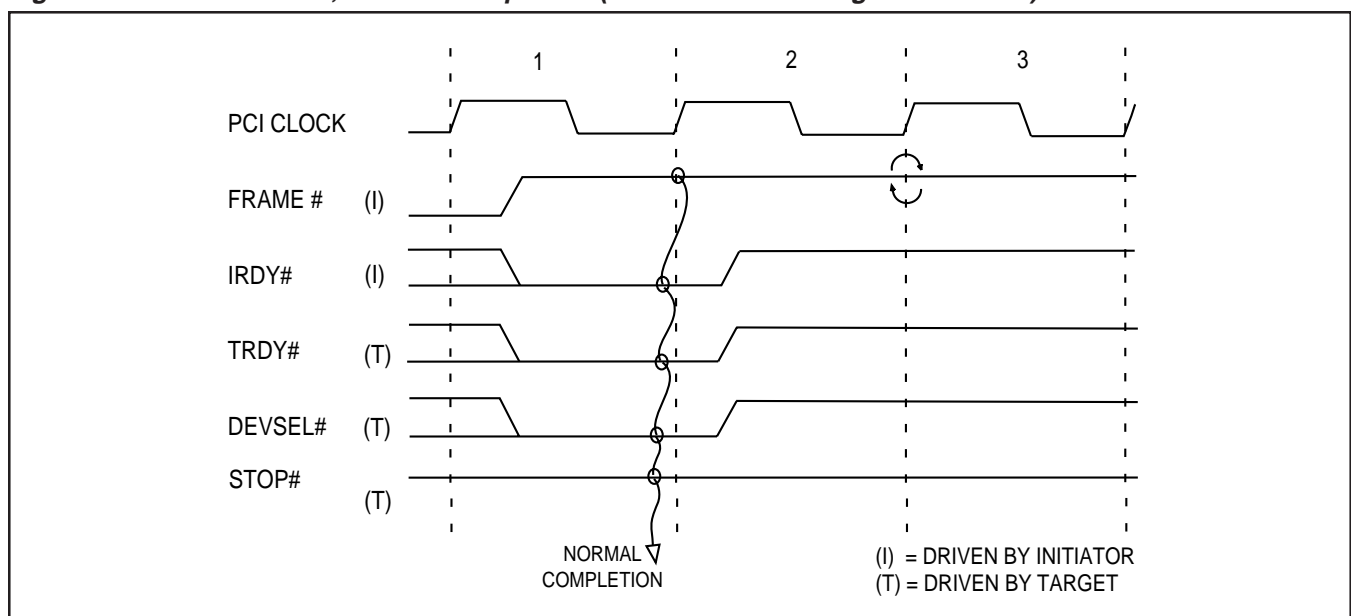 1 2 3
PCI CLOCK
FRAME # (I)
IRDY# (I)
TRDY# (T)
DEVSEL# (T)
STOP#
(T)
NORMAL
COMPLETION
(I) = DRIVEN BY INITIATOR
(T) = DRIVEN BY TARGET